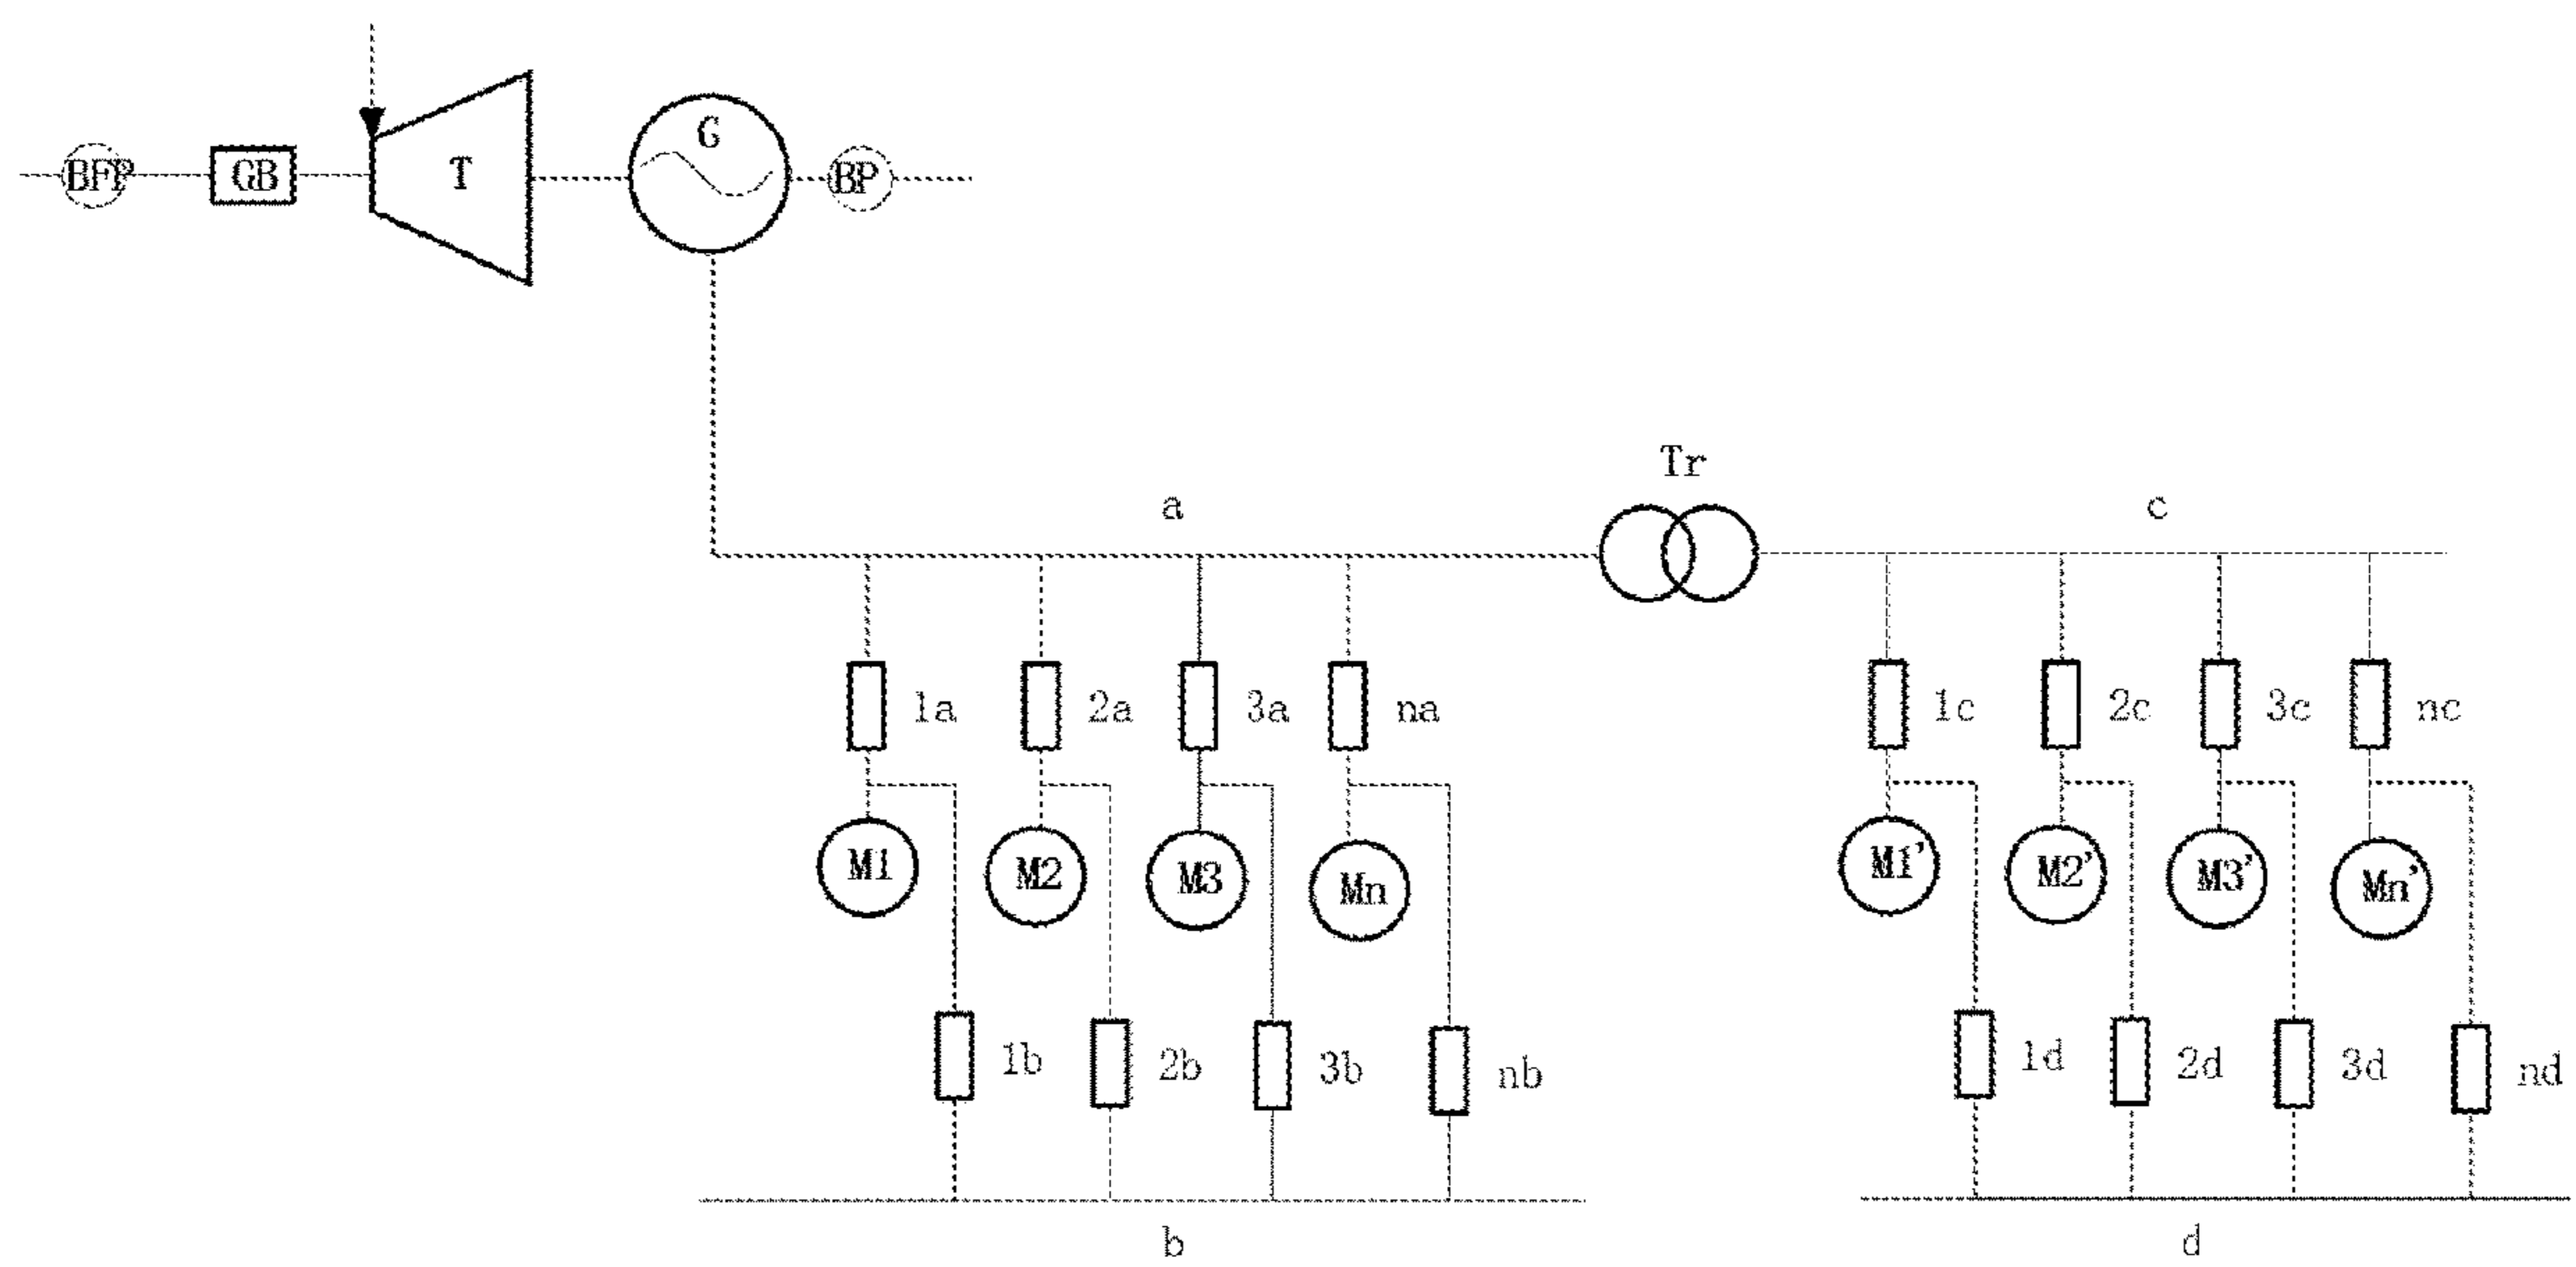 G
BFP GB T BP
Tr
a c
1a 2a 3a na 1c 2c 3c nc
M1 M2 M3 Mn M1' M2' M3' Mn'
1b 2b 3b nb 1d 2d 3d nd
b d